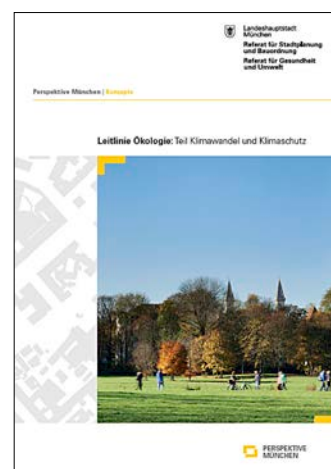 Landeshauptstadt
München
Referat für Stadtplanung
und Bauordnung
Referat für Gesundheit
und Umwelt
Perspektive München | Konzepte
Leitlinie Ökologie: Teil Klimawandel und Klimaschutz
PERSPEKTIVE
MÜNCHEN